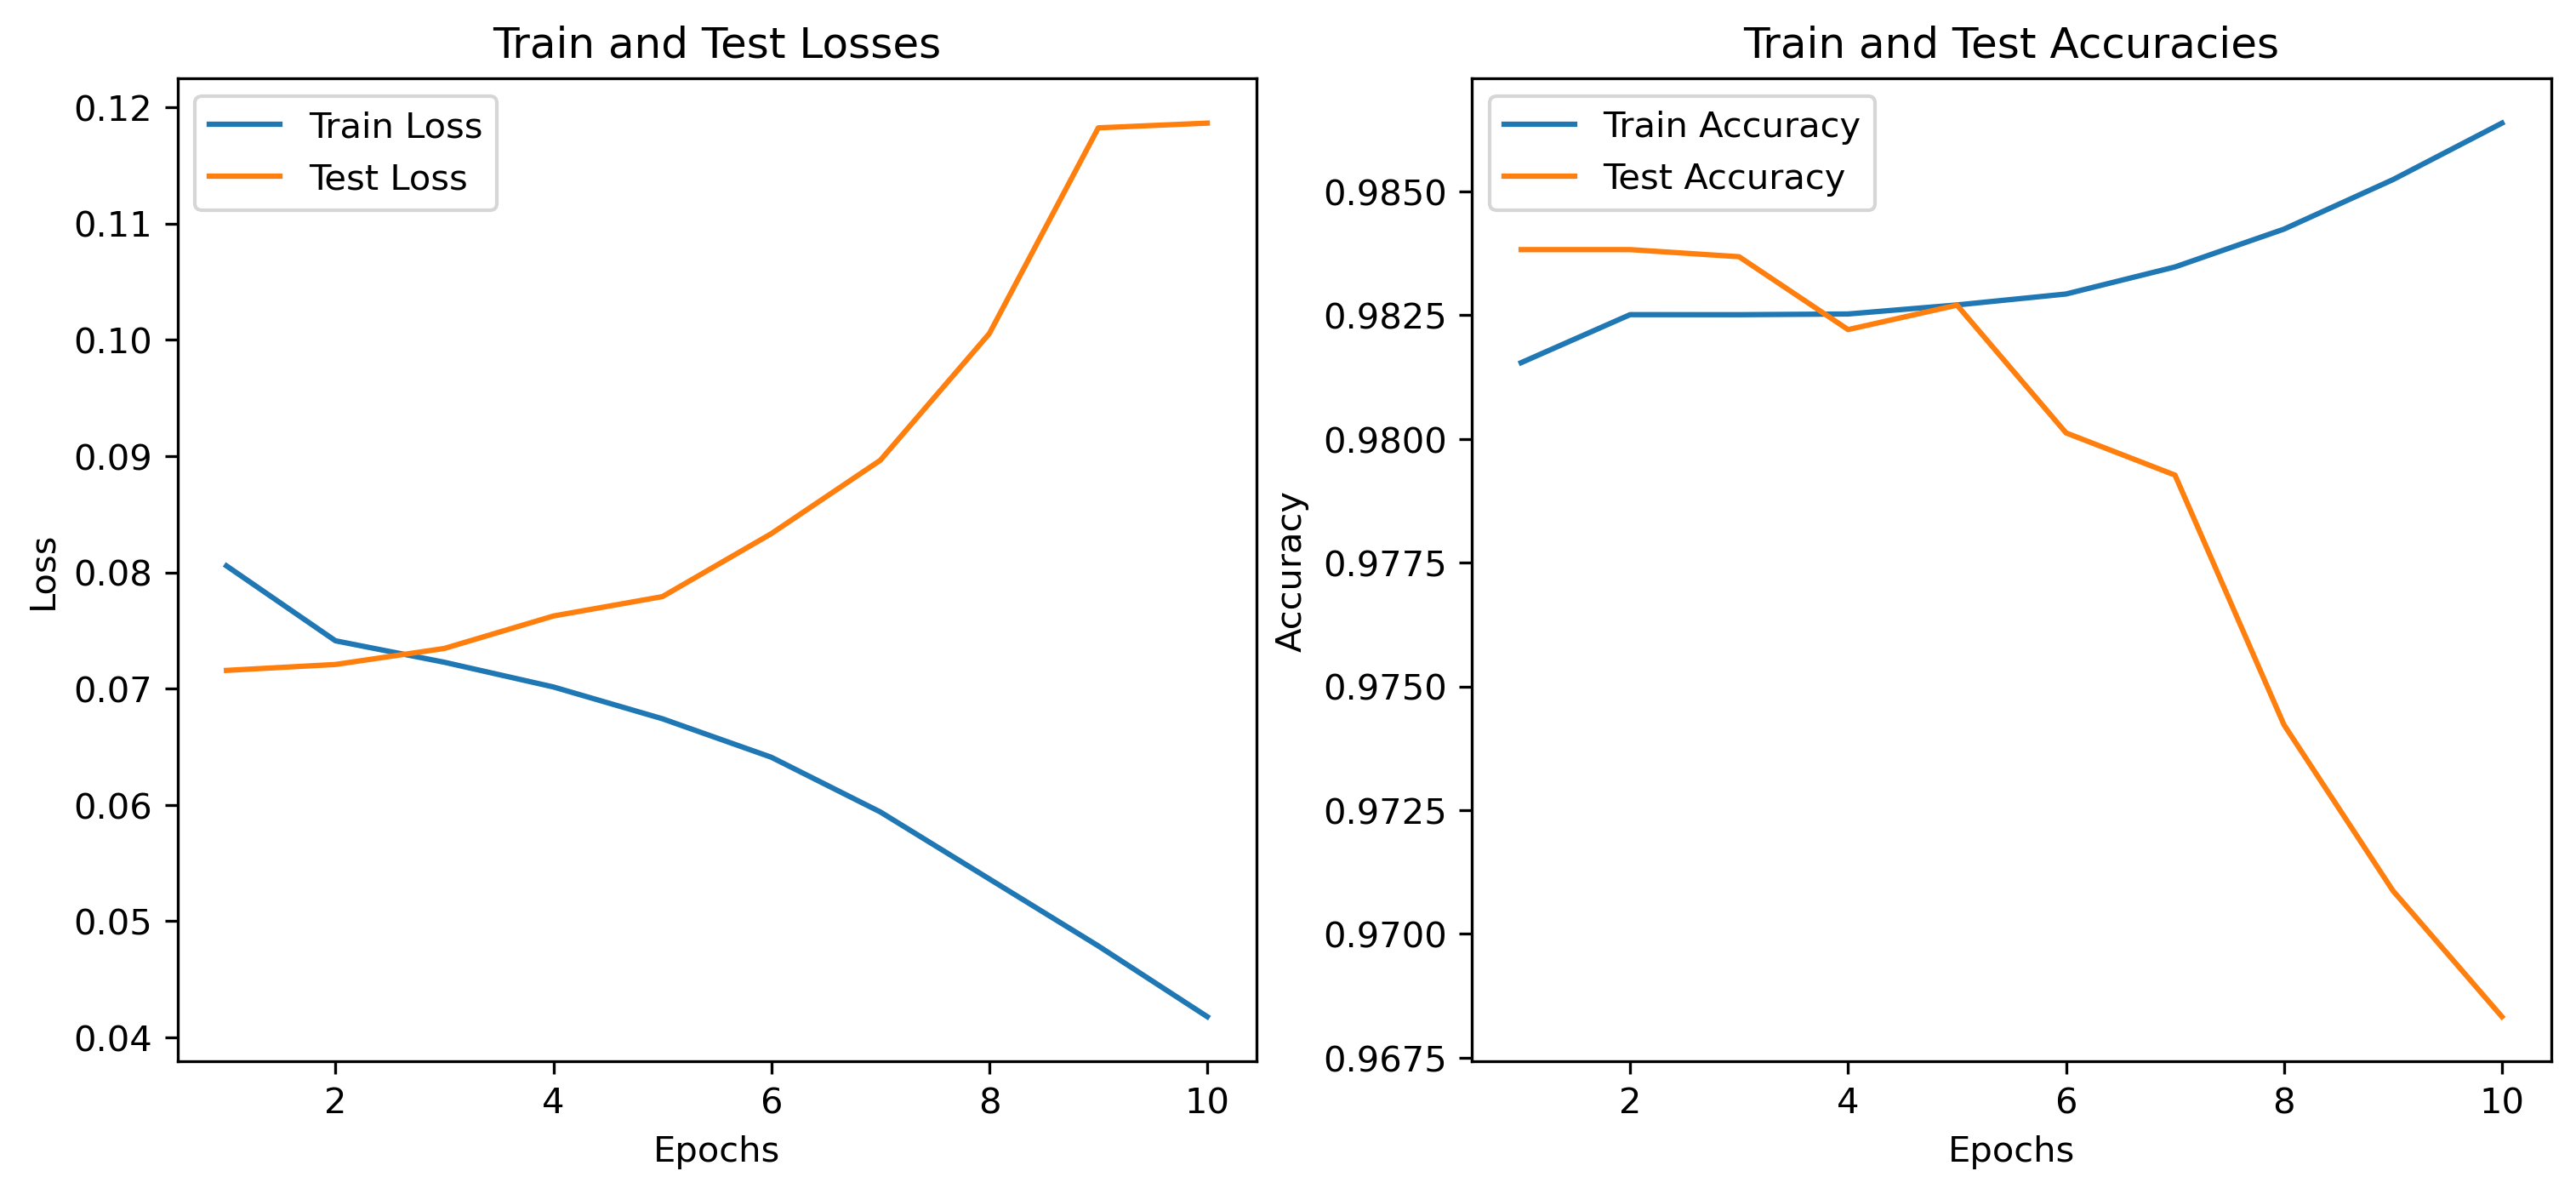 Train and Test Losses
Train Loss
Test Loss
0.12
0.11
0.10
0.09
0.08
0.07
0.06
0.05
0.04
Loss
2 4 6 8 10
Epochs
Train and Test Accuracies
Train Accuracy
Test Accuracy
0.9850
0.9825
0.9800
0.9775
0.9750
0.9725
0.9700
0.9675
Accuracy
2 4 6 8 10
Epochs